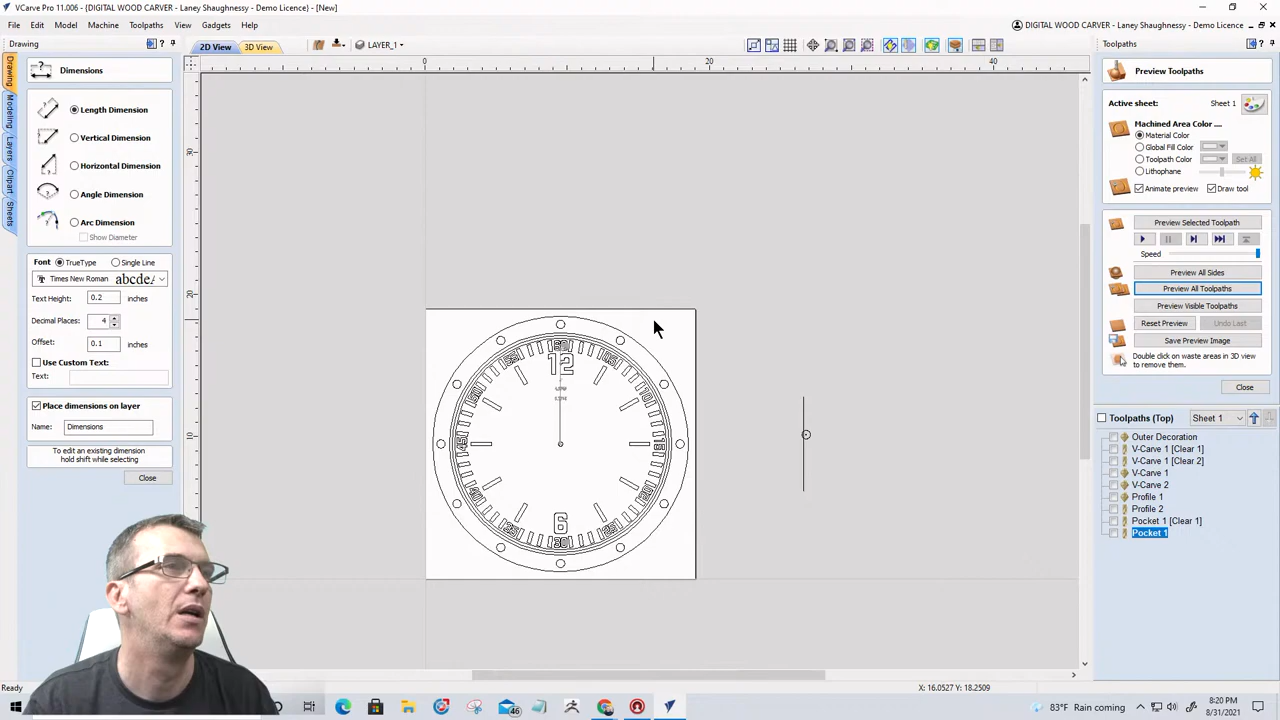 VCarve Pro 11.006 - {DIGITAL WOOD CARVER - Laney Shaughnessy - Demo Licence} - [New]
File Edit Model Machine Toolpaths View Gadgets Help
DIGITAL WOOD CARVER - Laney Shaughnessy - Demo Licence
Drawing
2D View 3D View LAYER_1
Toolpaths
Drawing
Modeling
Layers
Clipart
Sheets
Dimensions
Length Dimension
Vertical Dimension
Horizontal Dimension
Angle Dimension
Arc Dimension
Show Diameter
Font TrueType Single Line
Times New Roman abcdeA
Text Height: 0.2 inches
Decimal Places: 4
Offset: 0.1 inches
Use Custom Text:
Text:
Place dimensions on layer
Name: Dimensions
To edit an existing dimension
hold shift while selecting
Close
0 20 40
30
20
10
12
6
Preview Toolpaths
Active sheet: Sheet 1
Machined Area Color ....
Material Color
Global Fill Color
Toolpath Color Set All
Lithophane
Animate preview Draw tool
Preview Selected Toolpath
Speed
Preview All Sides
Preview All Toolpaths
Preview Visible Toolpaths
Reset Preview Undo Last
Save Preview Image
Double click on waste areas in 3D view
to remove them.
Close
Toolpaths (Top) Sheet 1
Outer Decoration
V-Carve 1 [Clear 1]
V-Carve 1 [Clear 2]
V-Carve 1
V-Carve 2
Profile 1
Profile 2
Pocket 1 [Clear 1]
Pocket 1
Ready
X: 16.0527 Y: 18.2509
46
83°F Rain coming
8:20 PM
8/31/2021